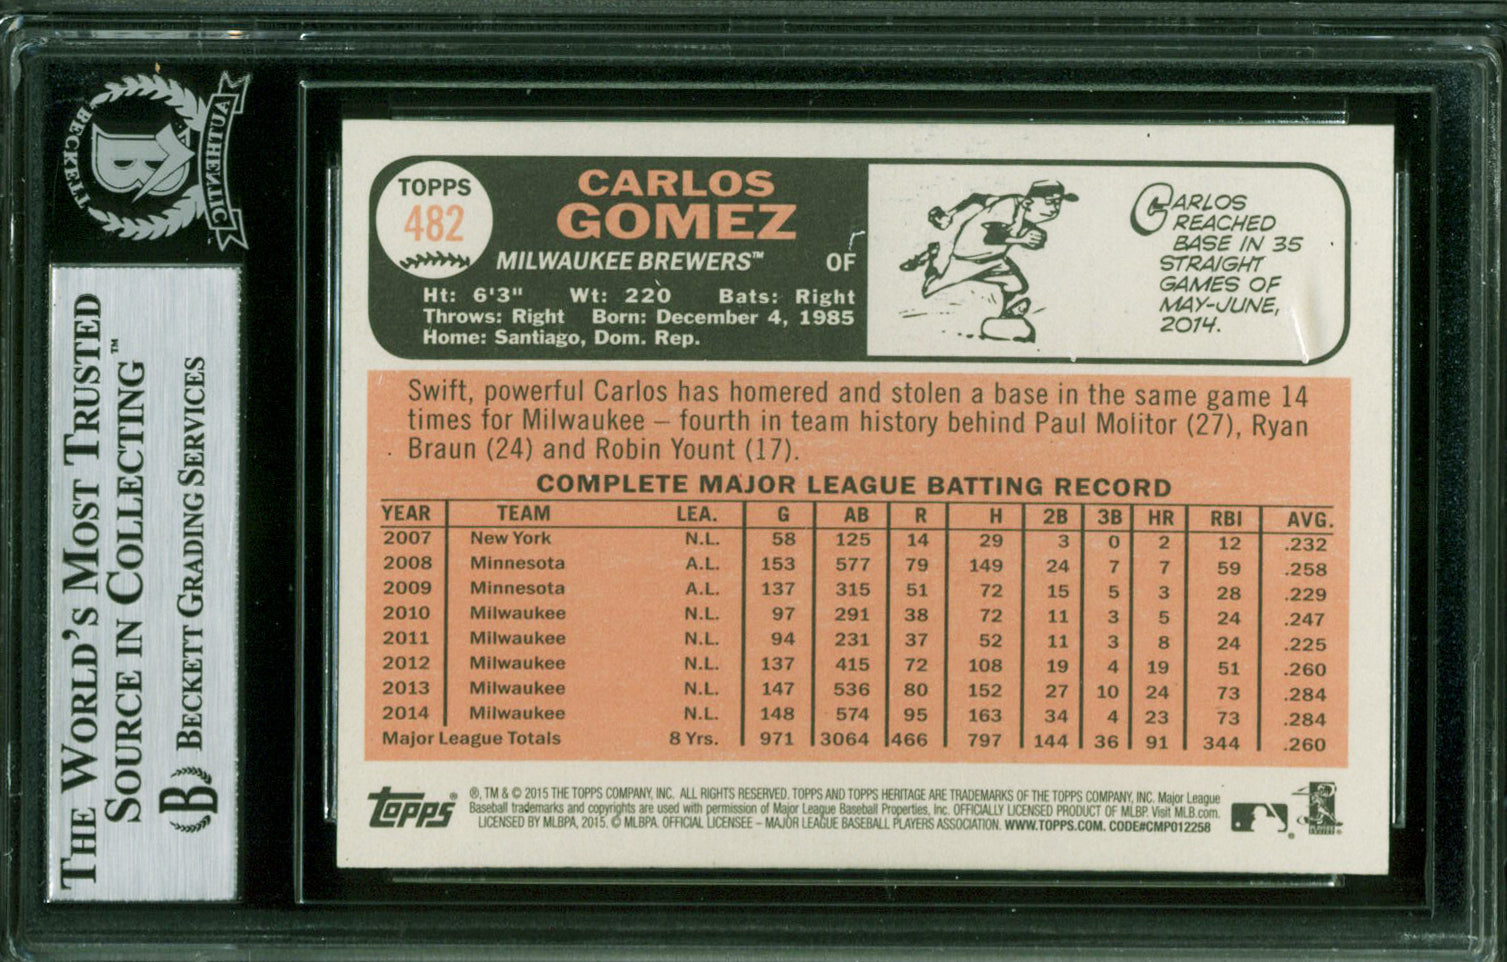 BECKETT
AUTHENTIC
B
THE WORLD'S MOST TRUSTED
SOURCE IN COLLECTING™
B BECKETT GRADING SERVICES
TOPPS
482
CARLOS
GOMEZ
MILWAUKEE BREWERS™ OF
Ht: 6'3" Wt: 220 Bats: Right
Throws: Right Born: December 4, 1985
Home: Santiago, Dom. Rep.
CARLOS
REACHED
BASE IN 35
STRAIGHT
GAMES OF
MAY-JUNE,
2014.
Swift, powerful Carlos has homered and stolen a base in the same game 14
times for Milwaukee – fourth in team history behind Paul Molitor (27), Ryan
Braun (24) and Robin Yount (17).
COMPLETE MAJOR LEAGUE BATTING RECORD
YEAR TEAM LEA. G AB R H 2B 3B HR RBI AVG.
2007 New York N.L. 58 125 14 29 3 0 2 12 .232
2008 Minnesota A.L. 153 577 79 149 24 7 7 59 .258
2009 Minnesota A.L. 137 315 51 72 15 5 3 28 .229
2010 Milwaukee N.L. 97 291 38 72 11 3 5 24 .247
2011 Milwaukee N.L. 94 231 37 52 11 3 8 24 .225
2012 Milwaukee N.L. 137 415 72 108 19 4 19 51 .260
2013 Milwaukee N.L. 147 536 80 152 27 10 24 73 .284
2014 Milwaukee N.L. 148 574 95 163 34 4 23 73 .284
Major League Totals 8 Yrs. 971 3064 466 797 144 36 91 344 .260
topps®
®, TM & © 2015 THE TOPPS COMPANY, INC. ALL RIGHTS RESERVED. TOPPS AND TOPPS HERITAGE ARE TRADEMARKS OF THE TOPPS COMPANY, INC. Major League
Baseball trademarks and copyrights are used with permission of Major League Baseball Properties, Inc. OFFICIALLY LICENSED PRODUCT OF MLBP. Visit MLB.com.
LICENSED BY MLBPA, 2015. © MLBPA. OFFICIAL LICENSEE – MAJOR LEAGUE BASEBALL PLAYERS ASSOCIATION. WWW.TOPPS.COM. CODE#CMP012258